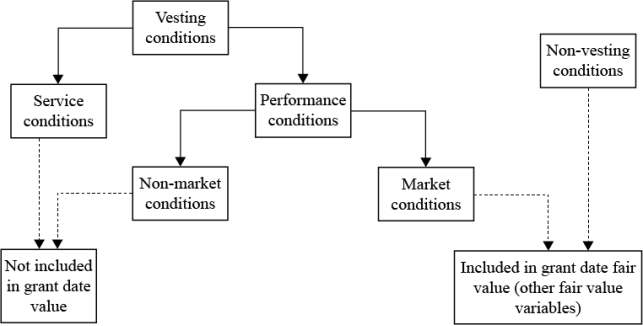 Vesting
conditions
Non-vesting
conditions
Service
conditions
Performance
conditions
Non-market
conditions
Market
conditions
Not included
in grant date
value
Included in grant date fair
value (other fair value
variables)